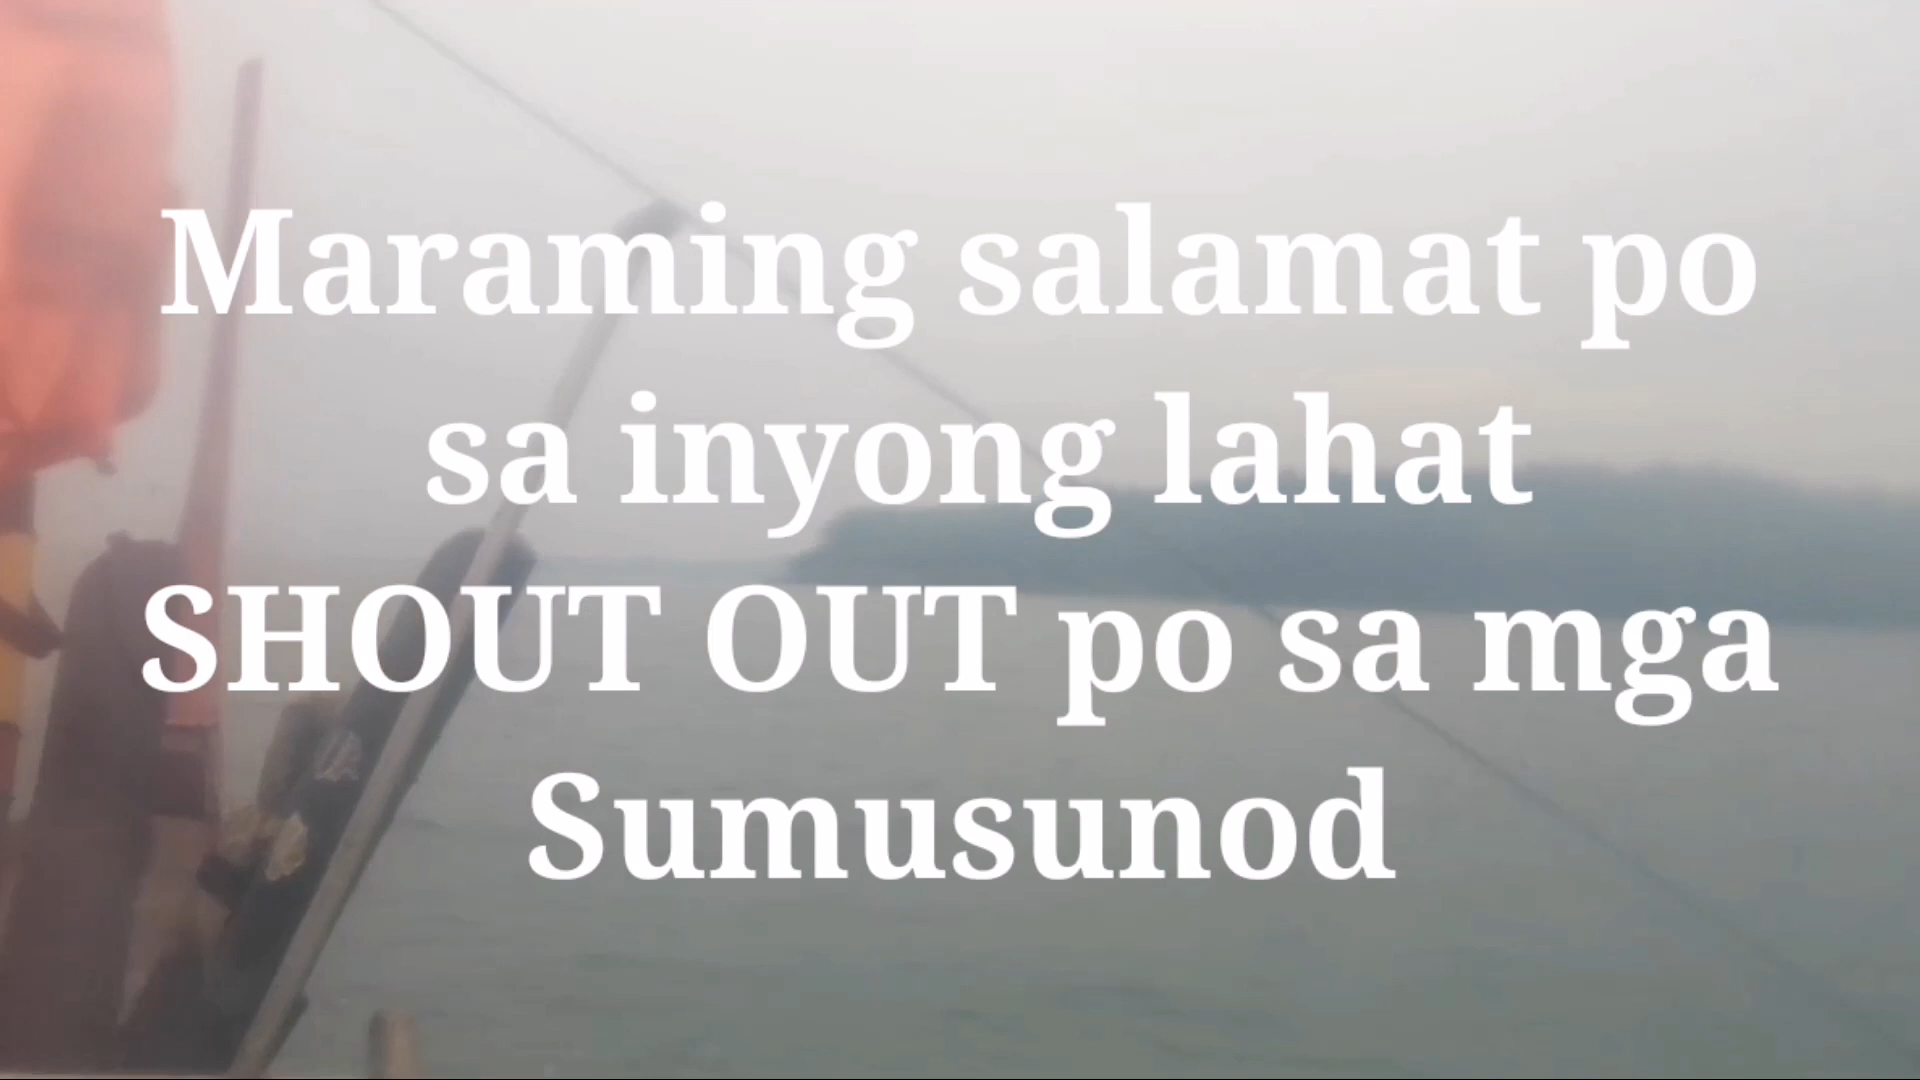 Maraming salamat po
sa inyong lahat
SHOUT OUT po sa mga
Sumusunod